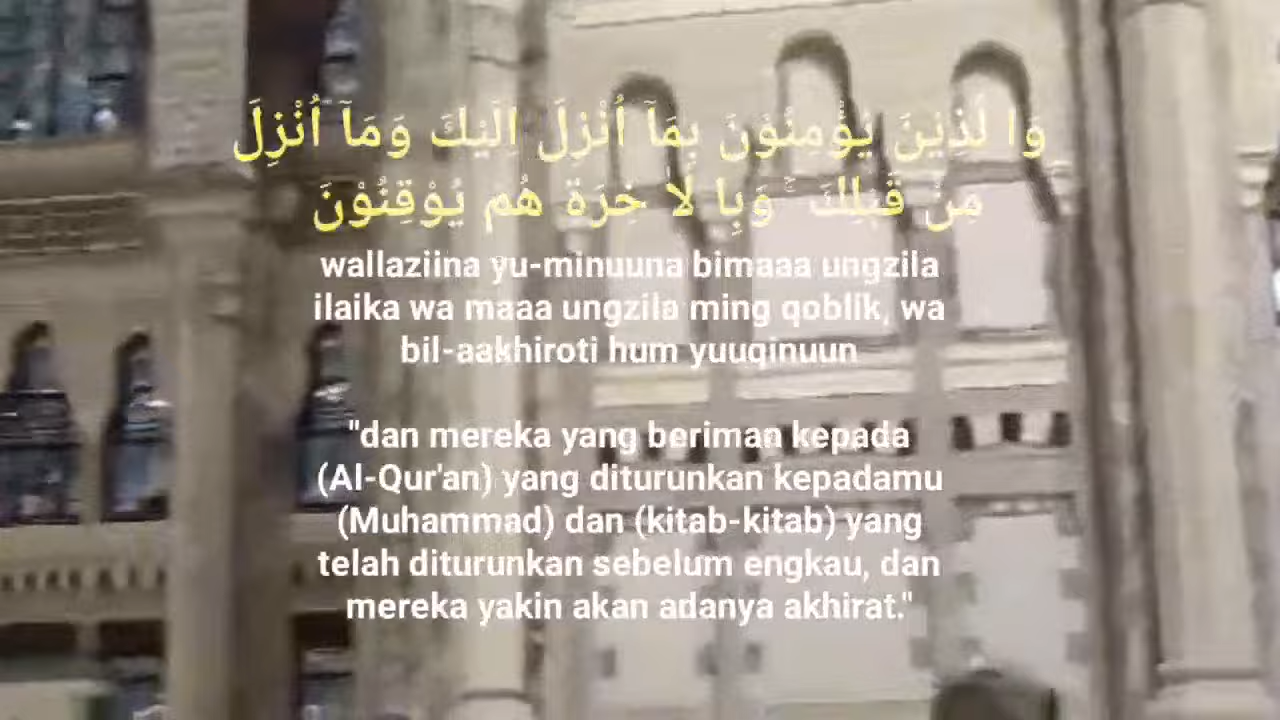 وَا لَّذِيْنَ يُؤْمِنُوْنَ بِمَاۤ اُنْزِلَ اِلَيْكَ وَمَاۤ اُنْزِلَ
مِنْ قَبْلِكَ ۚ وَبِا لْاٰ خِرَةِ هُمْ يُوْقِنُوْنَ
wallaziina yu-minuuna bimaaa ungzila
ilaika wa maaa ungzila ming qoblik, wa
bil-aakhiroti hum yuuqinuun
"dan mereka yang beriman kepada
(Al-Qur'an) yang diturunkan kepadamu
(Muhammad) dan (kitab-kitab) yang
telah diturunkan sebelum engkau, dan
mereka yakin akan adanya akhirat."